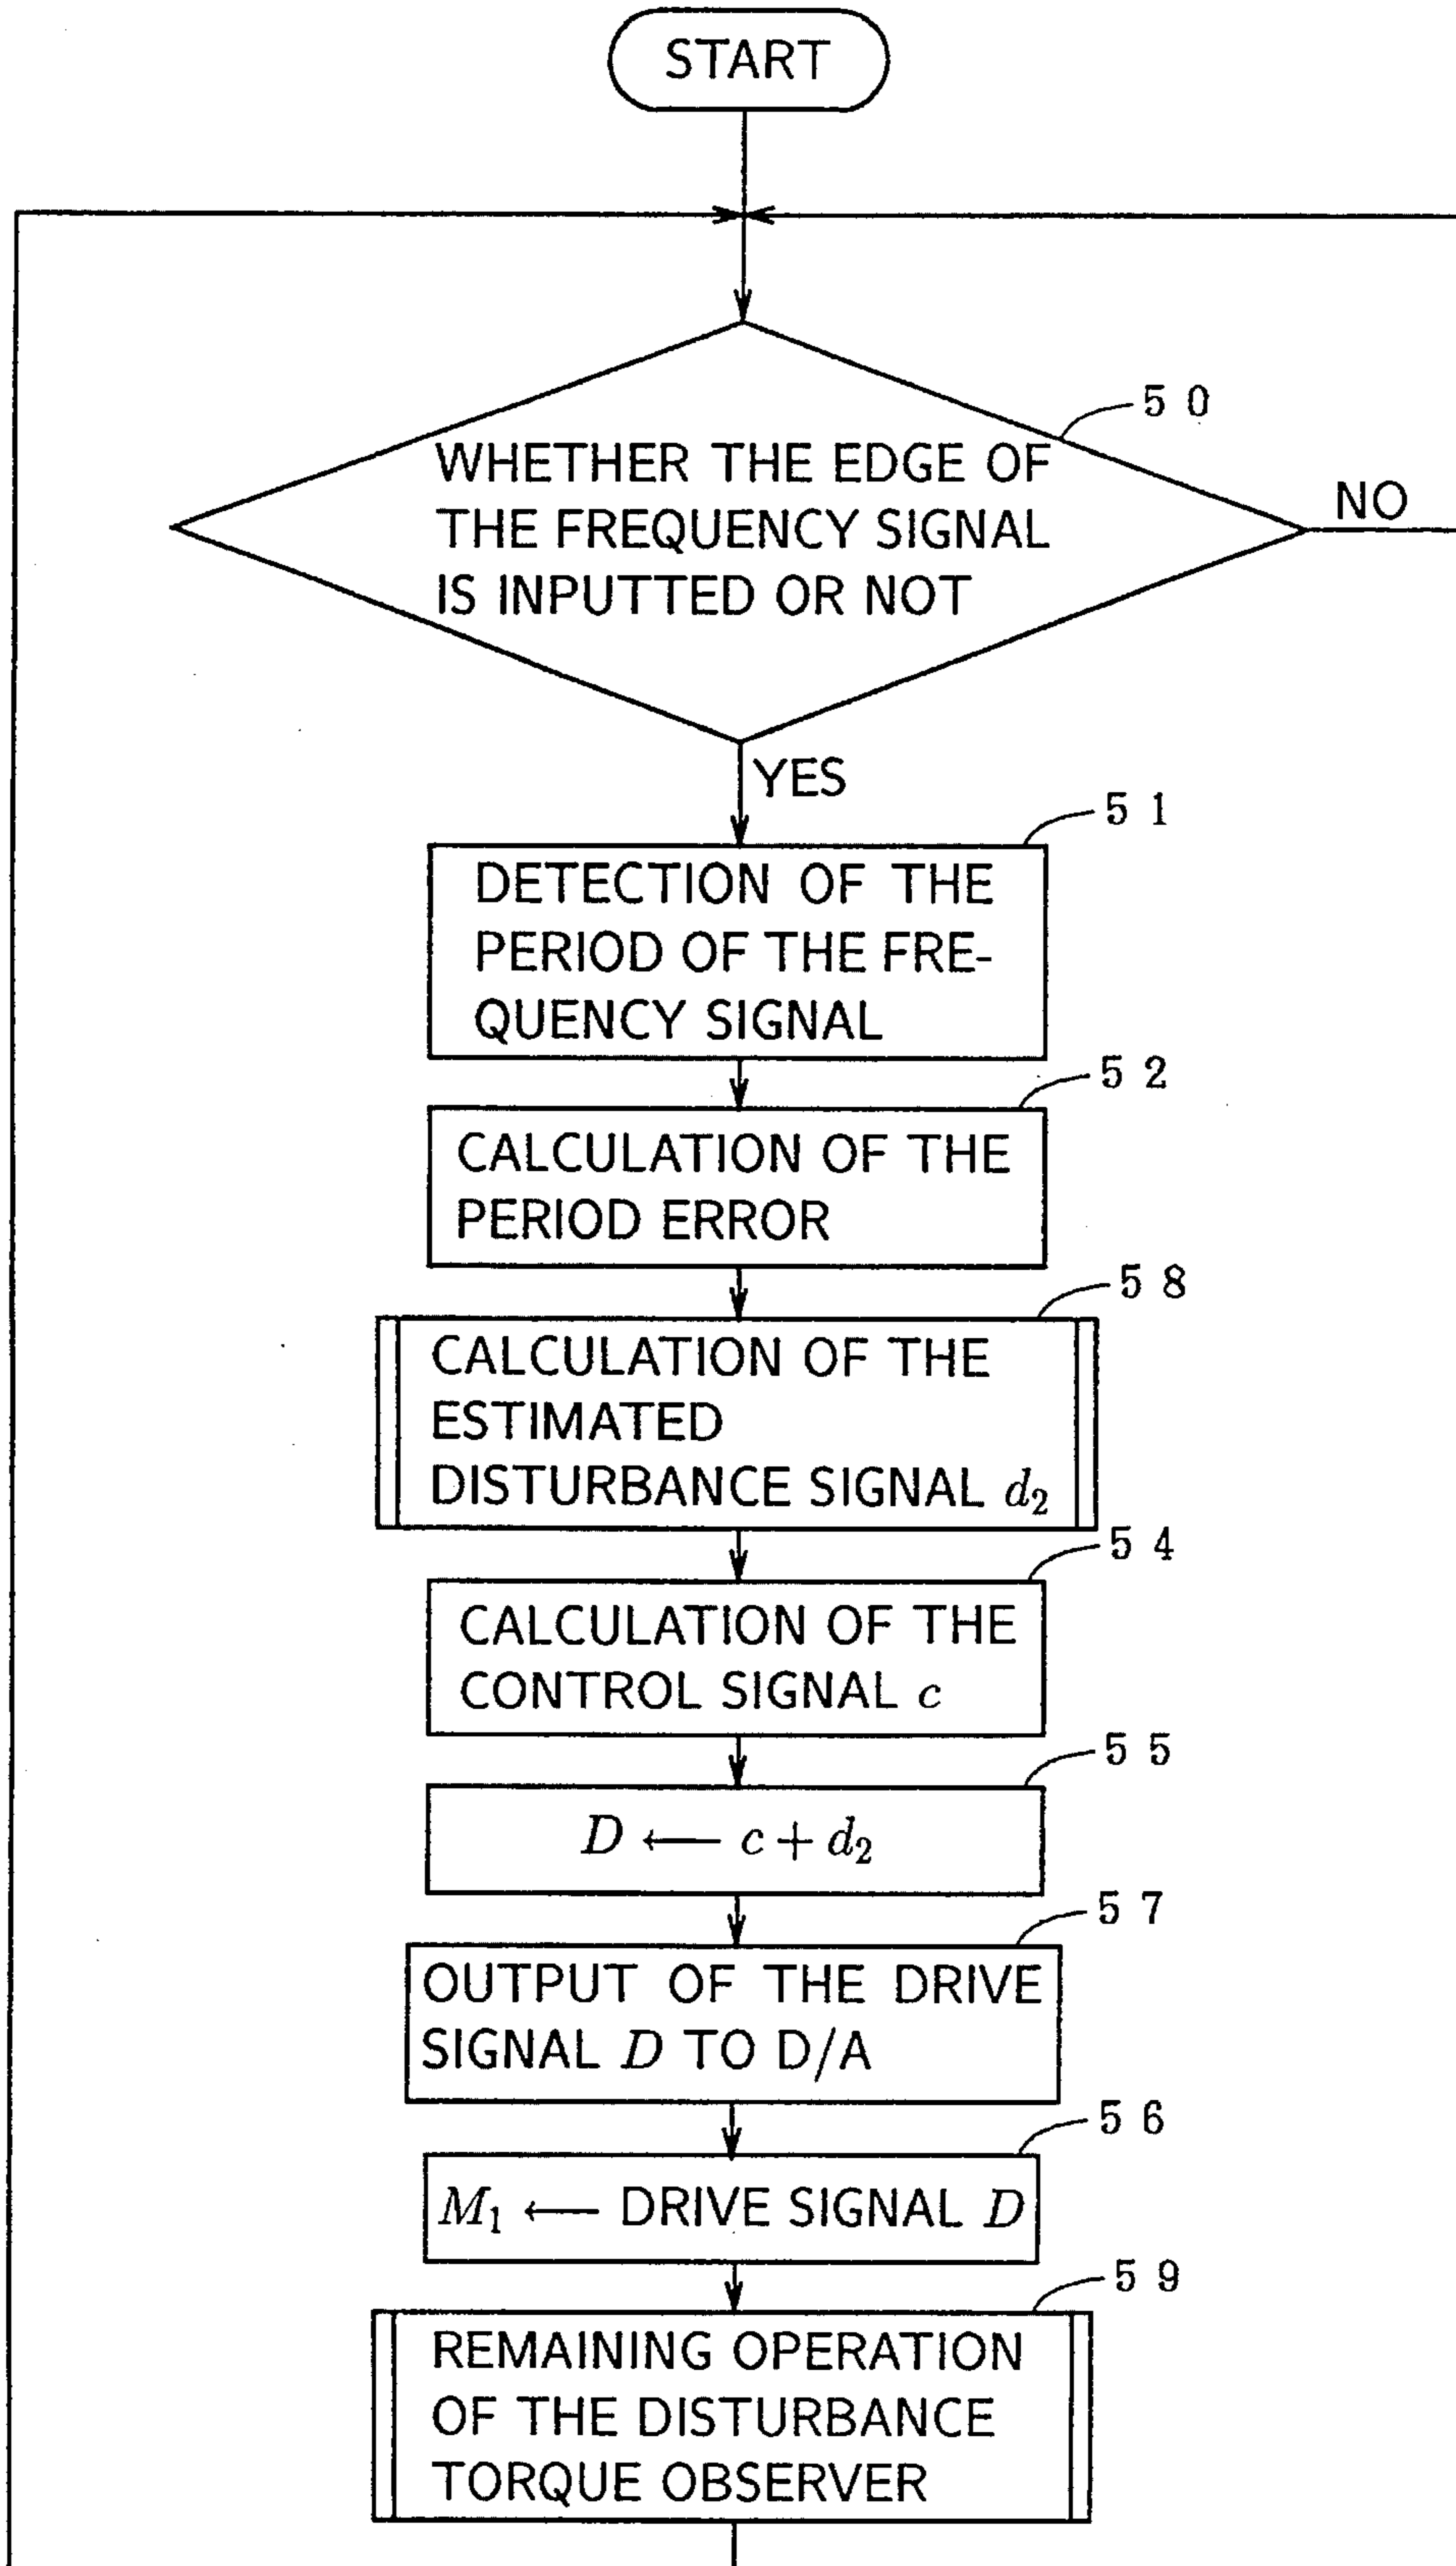 START
5 0
WHETHER THE EDGE OF
THE FREQUENCY SIGNAL
IS INPUTTED OR NOT
NO
YES
5 1
DETECTION OF THE
PERIOD OF THE FRE-
QUENCY SIGNAL
5 2
CALCULATION OF THE
PERIOD ERROR
5 8
CALCULATION OF THE
ESTIMATED
DISTURBANCE SIGNAL d₂
5 4
CALCULATION OF THE
CONTROL SIGNAL c
5 5
D ← c + d₂
5 7
OUTPUT OF THE DRIVE
SIGNAL D TO D/A
5 6
M₁ ← DRIVE SIGNAL D
5 9
REMAINING OPERATION
OF THE DISTURBANCE
TORQUE OBSERVER